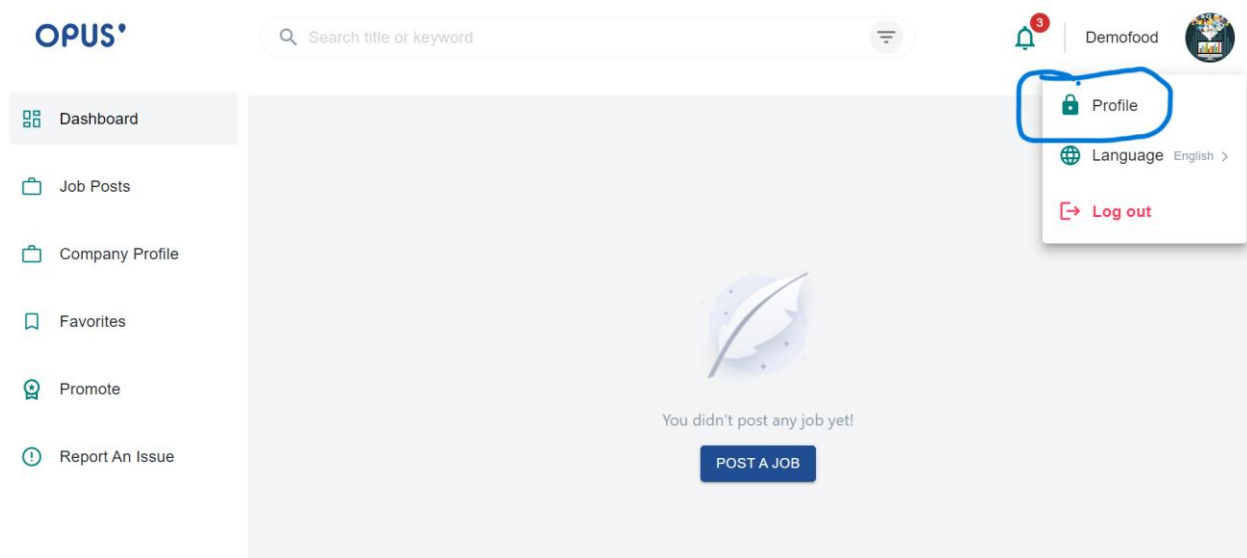 OPUS
Search title or keyword
3
Demofood
Dashboard
Job Posts
Company Profile
Favorites
Promote
Report An Issue
Profile
Language English >
Log out
You didn't post any job yet!
POST A JOB